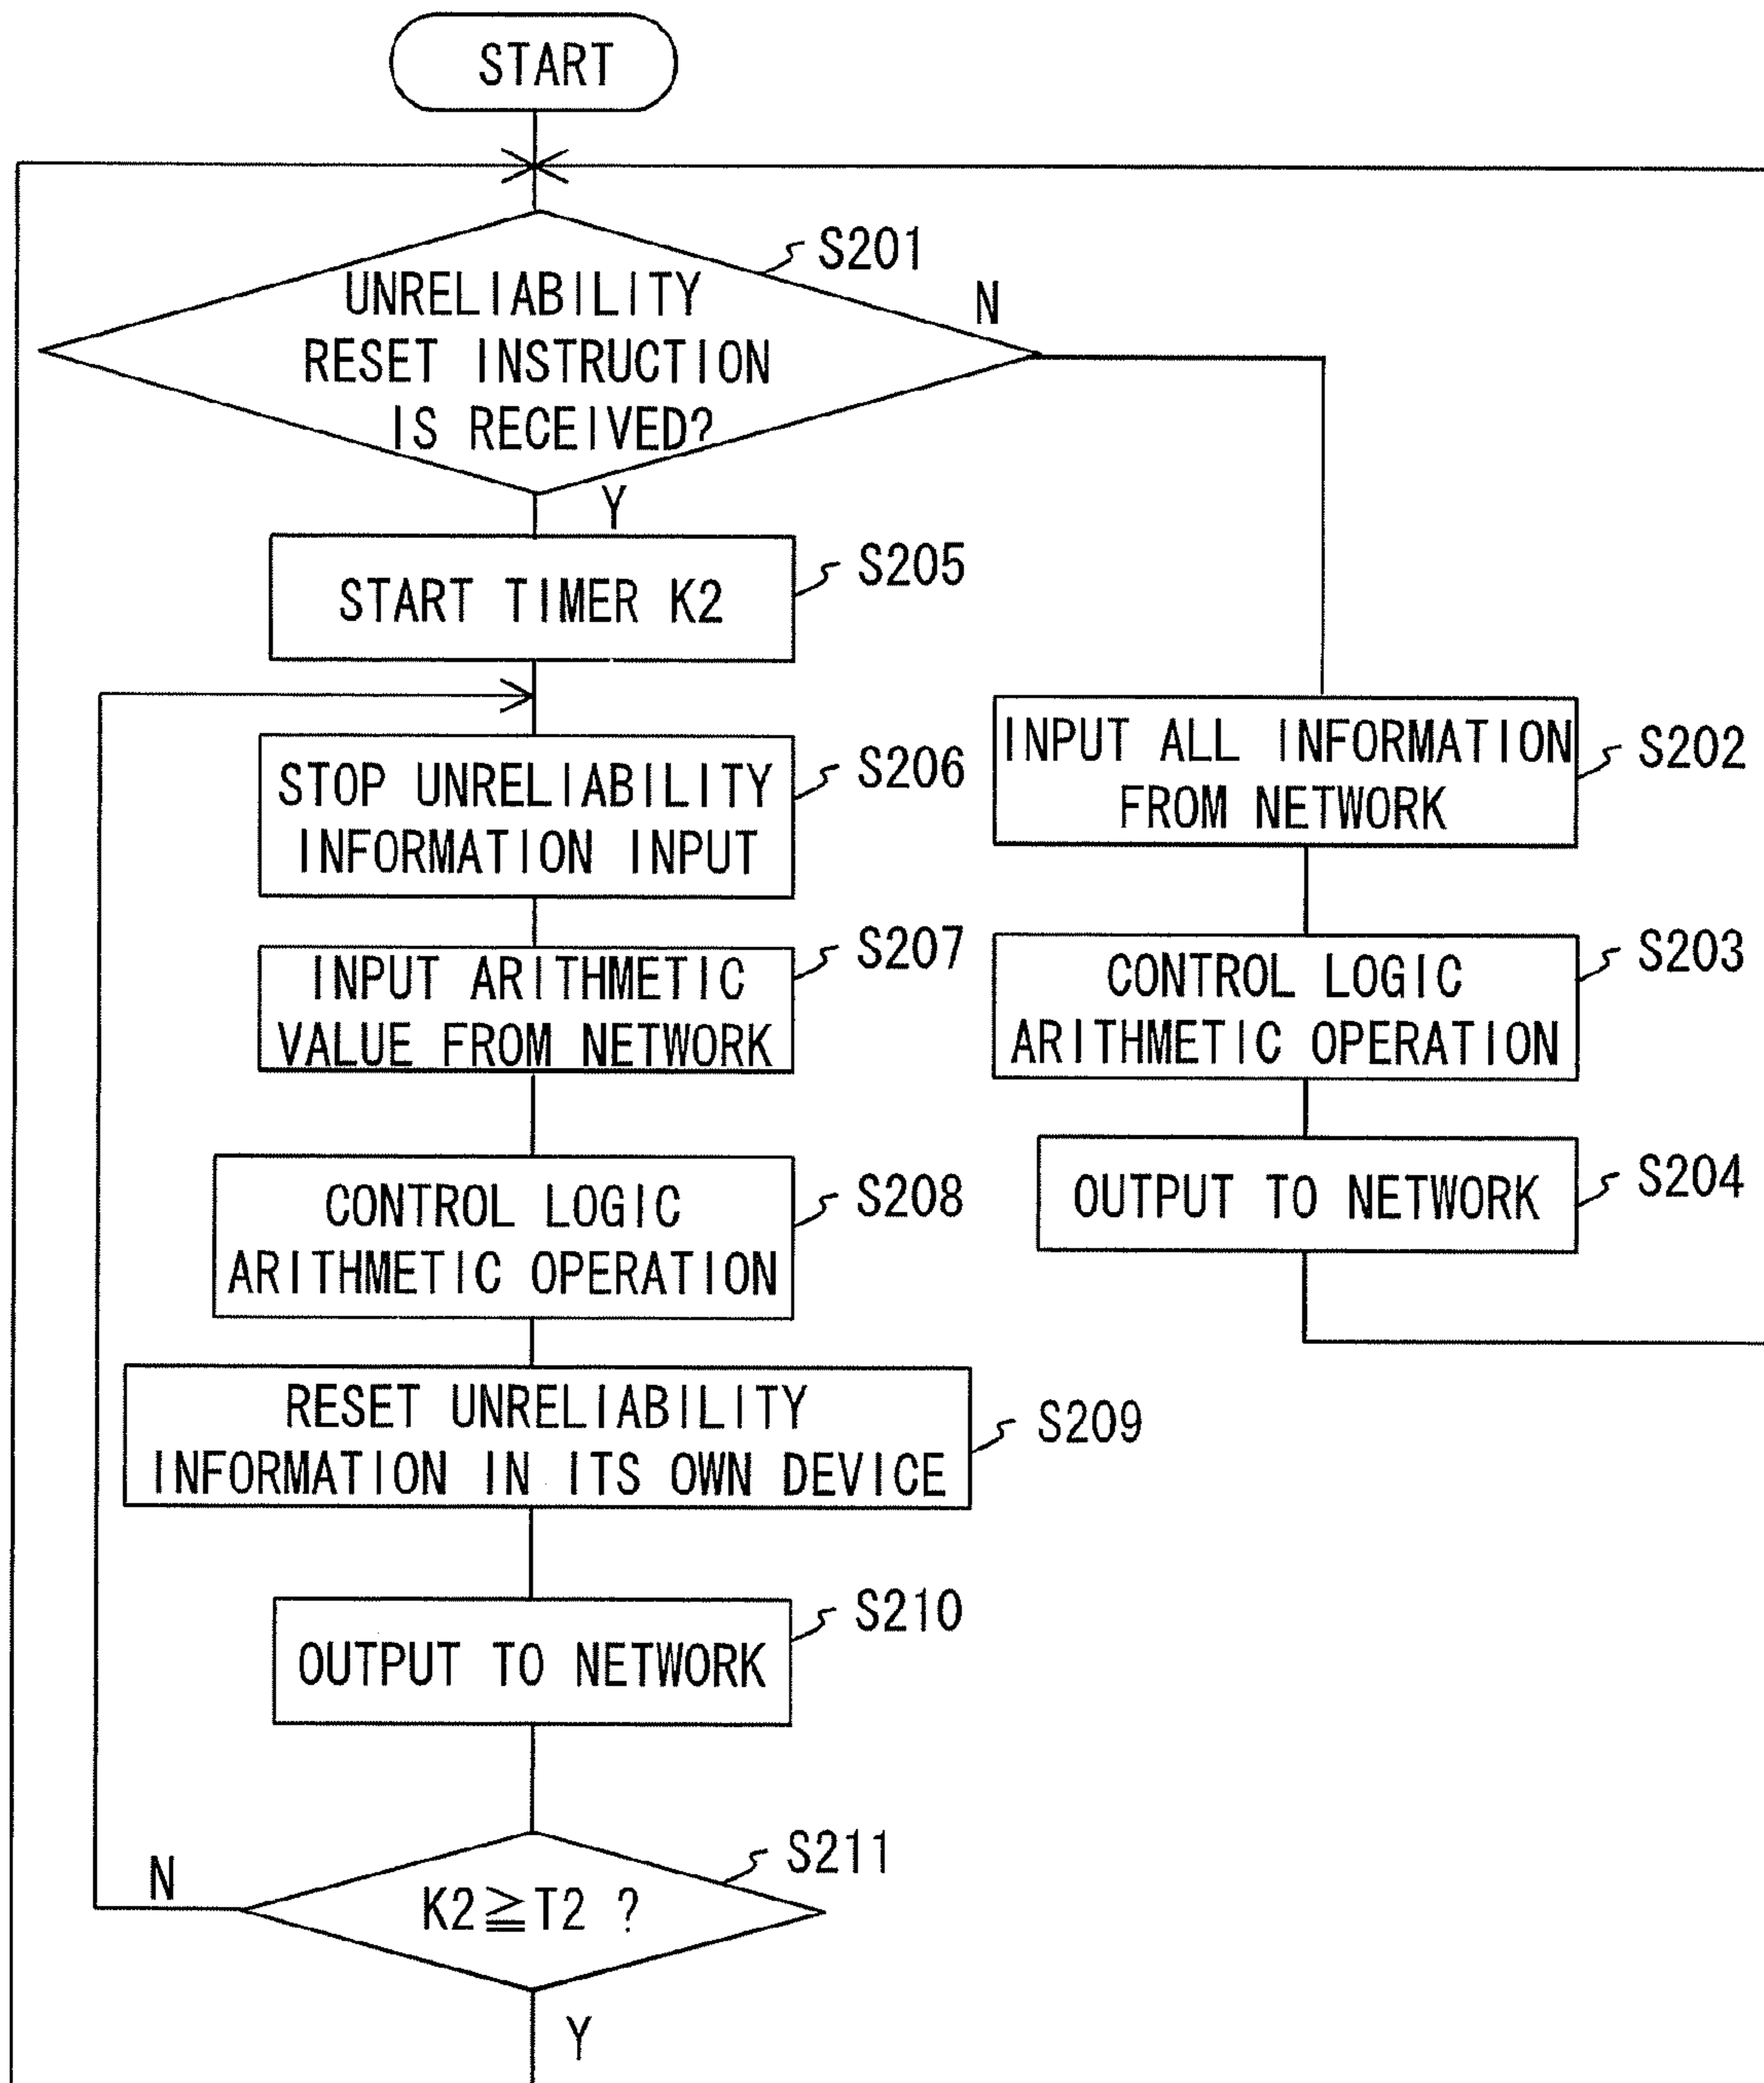 START
S201
UNRELIABILITY
RESET INSTRUCTION
IS RECEIVED?
N
Y
START TIMER K2
S205
STOP UNRELIABILITY
INFORMATION INPUT
S206
INPUT ARITHMETIC
VALUE FROM NETWORK
S207
CONTROL LOGIC
ARITHMETIC OPERATION
S208
RESET UNRELIABILITY
INFORMATION IN ITS OWN DEVICE
S209
OUTPUT TO NETWORK
S210
K2≧T2 ?
S211
N
Y
INPUT ALL INFORMATION
FROM NETWORK
S202
CONTROL LOGIC
ARITHMETIC OPERATION
S203
OUTPUT TO NETWORK
S204